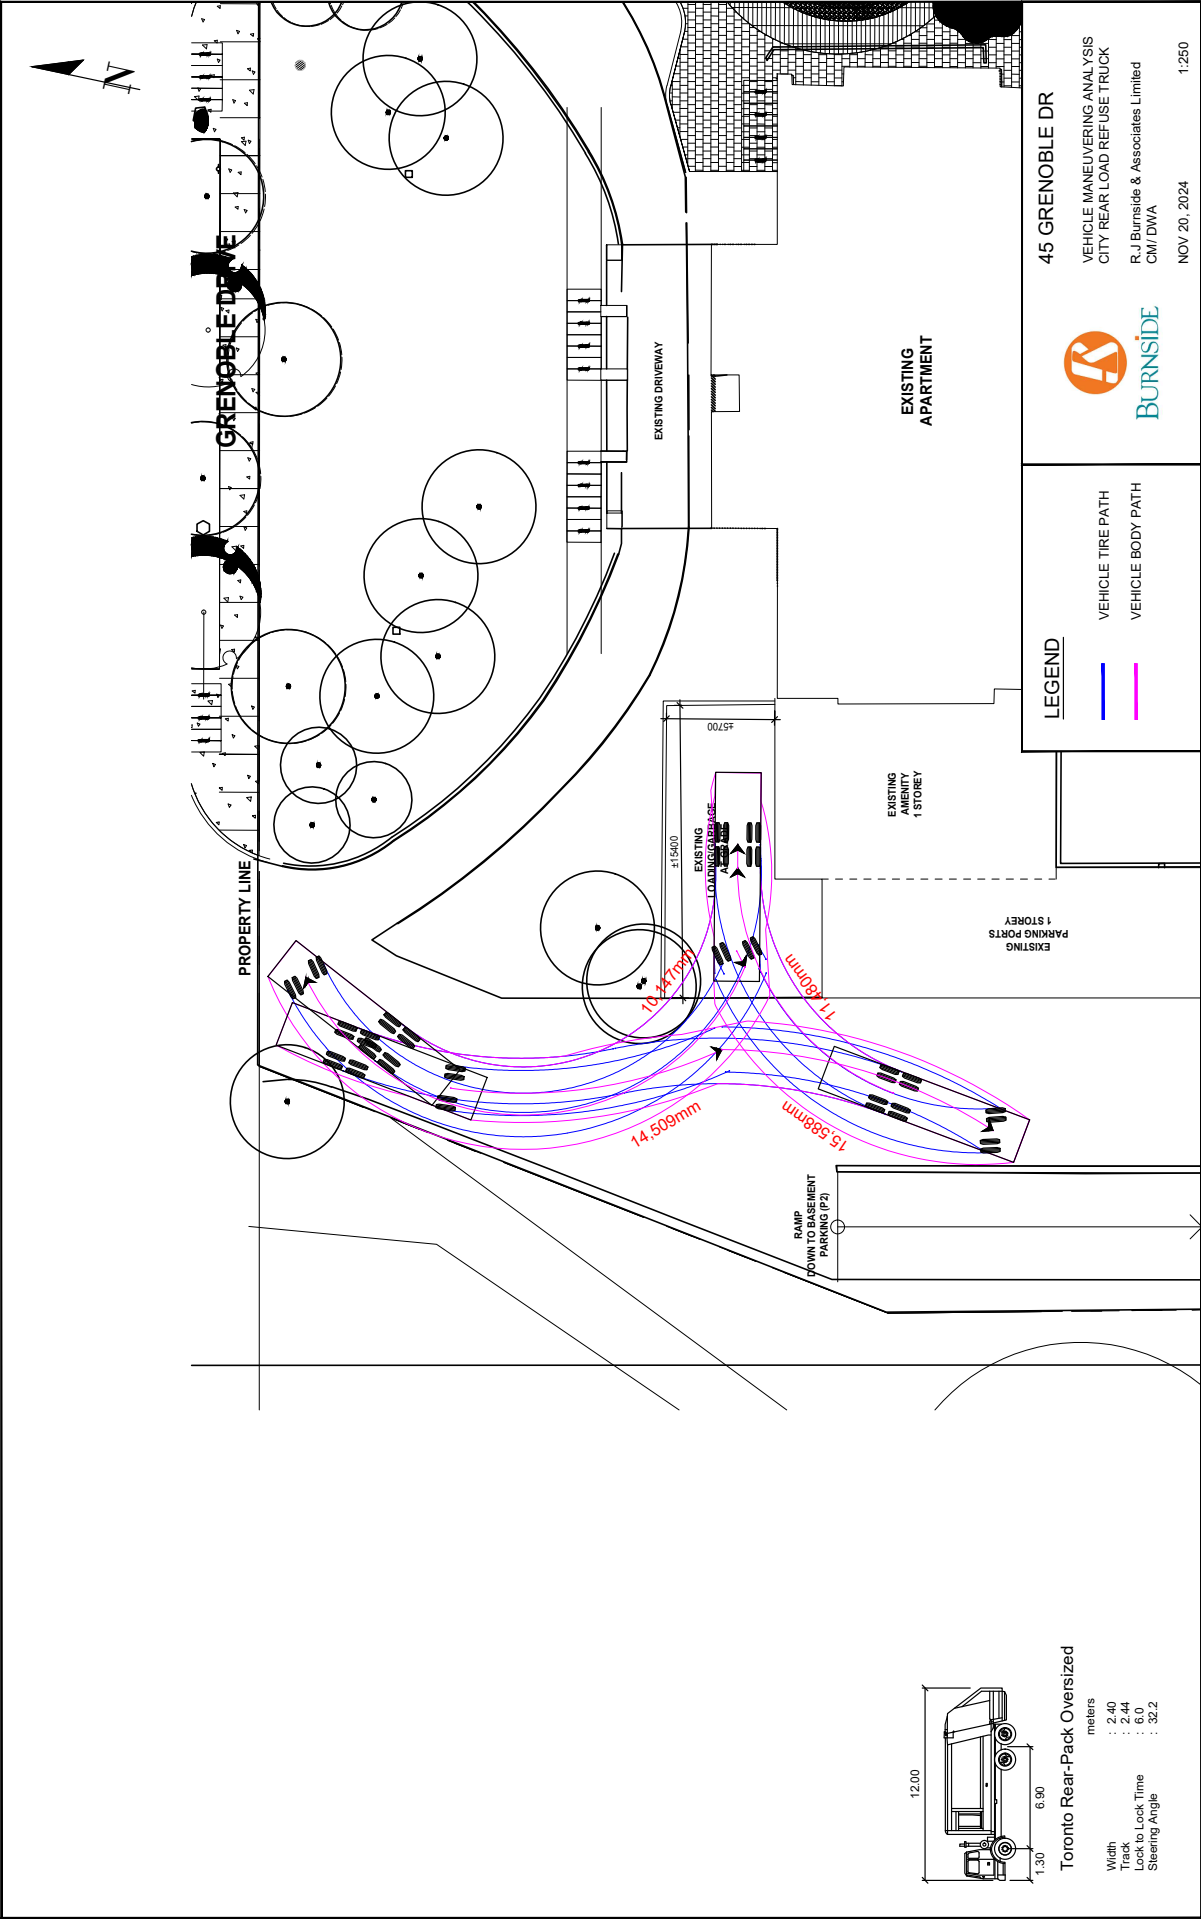 N
GRENOBLE DRIVE
PROPERTY LINE
EXISTING DRIVEWAY
EXISTING
APARTMENT
±5700
±15400
EXISTING
LOADING/GARBAGE
AT GRADE
EXISTING
AMENITY
1 STOREY
EXISTING
PARKING PORTS
1 STOREY
10,147mm
11,480mm
14,509mm
15,588mm
RAMP
DOWN TO BASEMENT
PARKING (P2)
LEGEND
VEHICLE TIRE PATH
VEHICLE BODY PATH
45 GRENOBLE DR
VEHICLE MANEUVERING ANALYSIS
CITY REAR LOAD REFUSE TRUCK
R.J Burnside & Associates Limited
CM / DWA
NOV 20, 2024 1:250
BURNSIDE
12.00
1.30 6.90
Toronto Rear-Pack Oversized
meters
Width : 2.40
Track : 2.44
Lock to Lock Time : 6.0
Steering Angle : 32.2